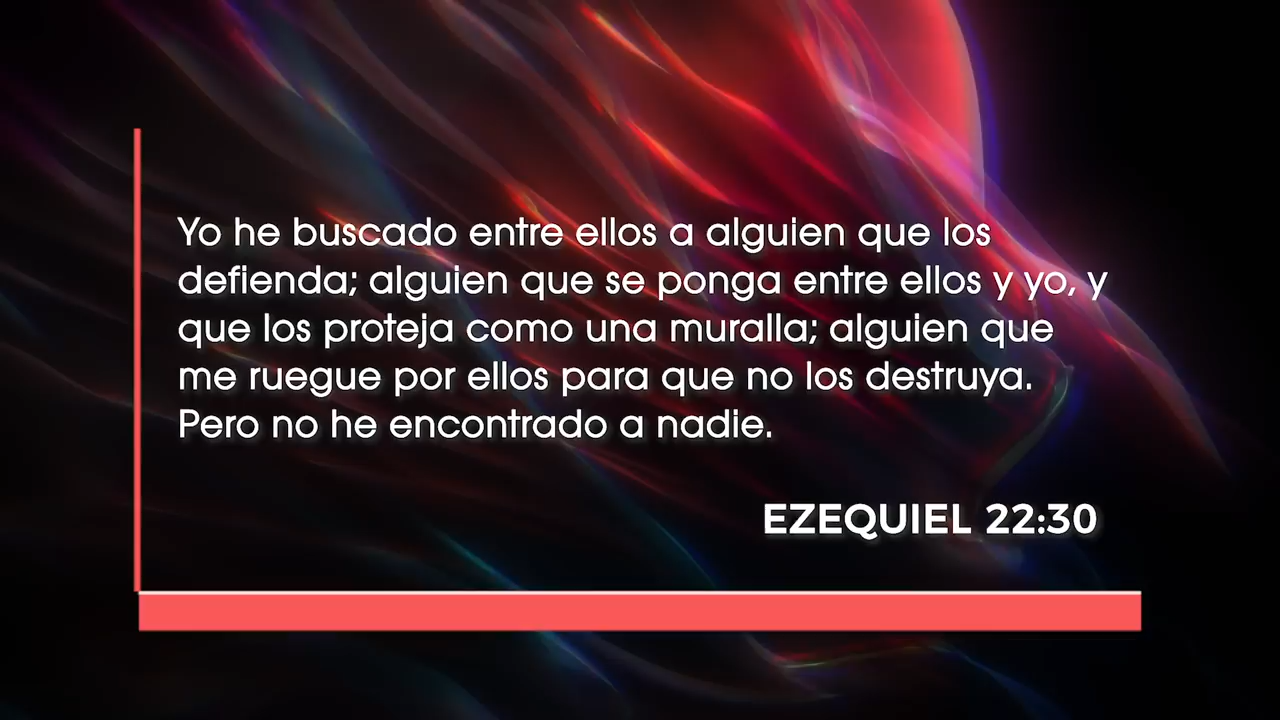 Yo he buscado entre ellos a alguien que los
defienda; alguien que se ponga entre ellos y yo, y
que los proteja como una muralla; alguien que
me ruegue por ellos para que no los destruya.
Pero no he encontrado a nadie.
EZEQUIEL 22:30